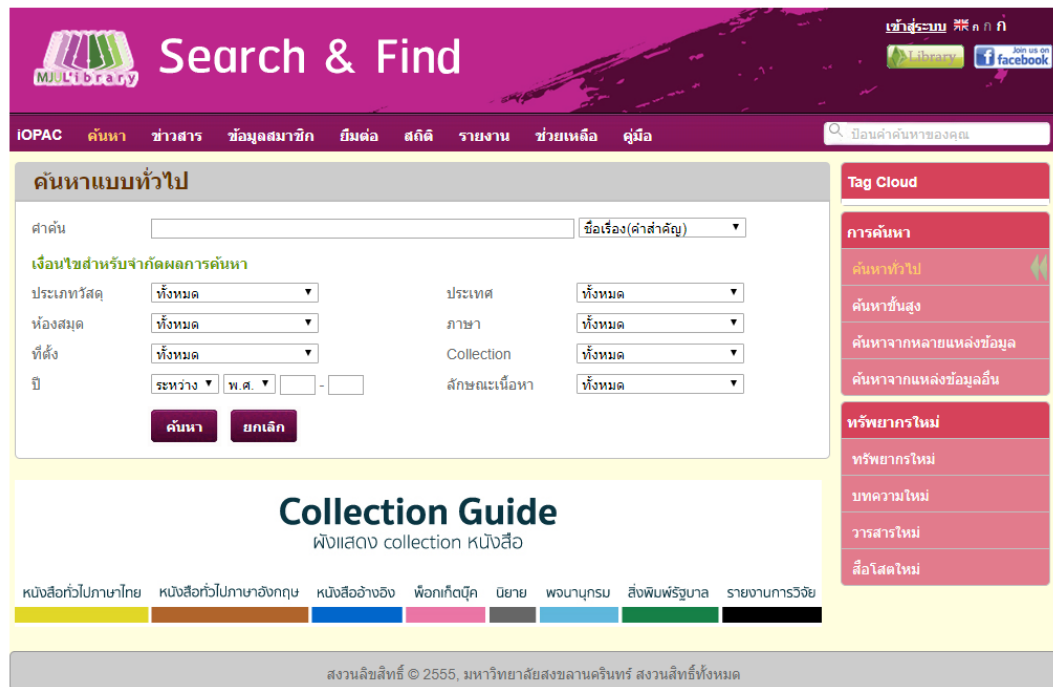 MJU Library
Search & Find
เข้าสู่ระบบ ก ก ก
Library
Join us on facebook
iOPAC ค้นหา ข่าวสาร ข้อมูลสมาชิก ยืมต่อ สถิติ รายงาน ช่วยเหลือ คู่มือ
ป้อนคำค้นหาของคุณ
ค้นหาแบบทั่วไป
คำค้น ชื่อเรื่อง(คำสำคัญ)
เงื่อนไขสำหรับจำกัดผลการค้นหา
ประเภทวัสดุ ทั้งหมด ประเทศ ทั้งหมด
ห้องสมุด ทั้งหมด ภาษา ทั้งหมด
ที่ตั้ง ทั้งหมด Collection ทั้งหมด
ปี ระหว่าง พ.ศ. - ลักษณะเนื้อหา ทั้งหมด
ค้นหา ยกเลิก
Tag Cloud
การค้นหา
ค้นหาทั่วไป
ค้นหาขั้นสูง
ค้นหาจากหลายแหล่งข้อมูล
ค้นหาจากแหล่งข้อมูลอื่น
ทรัพยากรใหม่
ทรัพยากรใหม่
บทความใหม่
วารสารใหม่
สื่อโสตใหม่
Collection Guide
ผังแสดง collection หนังสือ
หนังสือทั่วไปภาษาไทย หนังสือทั่วไปภาษาอังกฤษ หนังสืออ้างอิง พ็อกเก็ตบุ๊ค นิยาย พจนานุกรม สิ่งพิมพ์รัฐบาล รายงานการวิจัย
สงวนลิขสิทธิ์ © 2555, มหาวิทยาลัยสงขลานครินทร์ สงวนสิทธิ์ทั้งหมด